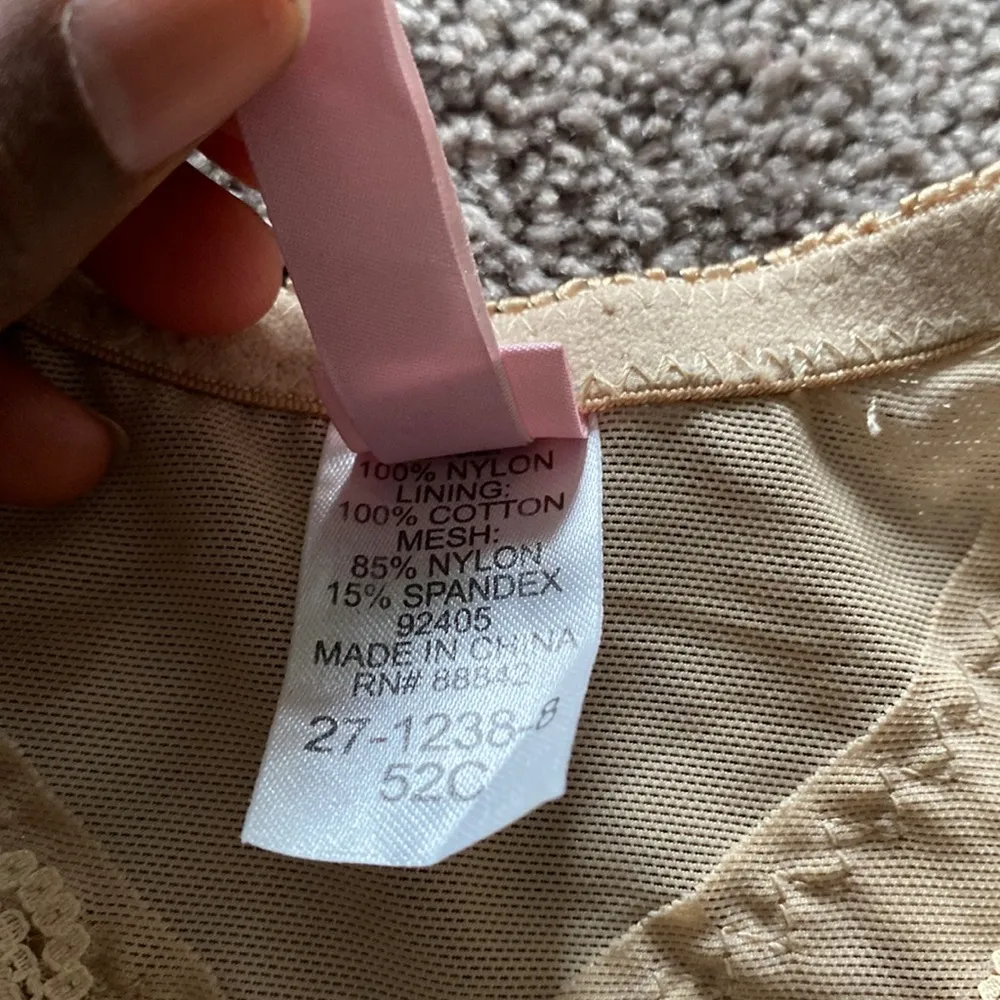 100% NYLON
LINING:
100% COTTON
MESH:
85% NYLON
15% SPANDEX
92405
MADE IN CHINA
RN# 88842
27-1238-8
52C